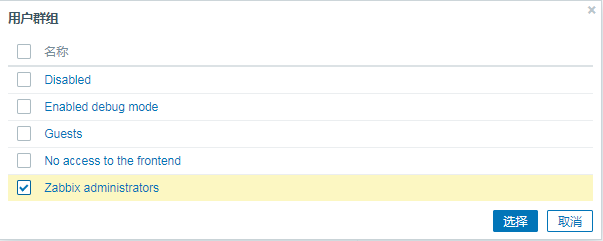 用户群组
名称
Disabled
Enabled debug mode
Guests
No access to the frontend
Zabbix administrators
选择 取消